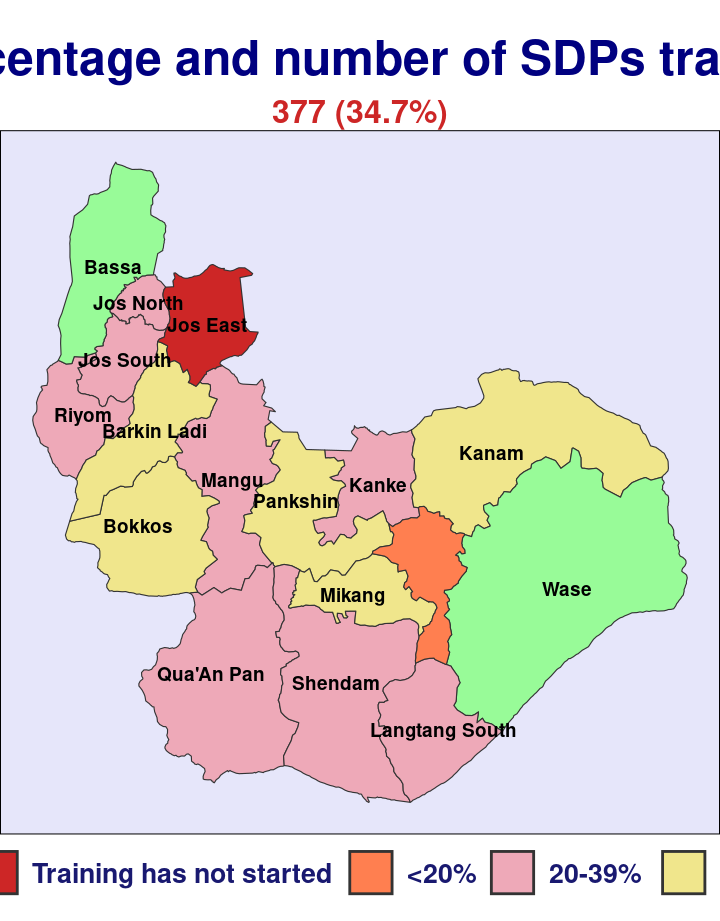 centage and number of SDPs tra
377 (34.7%)
Bassa
Jos North
Jos East
Jos South
Riyom
Barkin Ladi
Kanam
Mangu
Kanke
Pankshin
Bokkos
Wase
Mikang
Qua'An Pan
Shendam
Langtang South
Training has not started <20% 20-39%